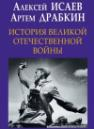 АЛЕКСЕЙ ИСАЕВ
АРТЕМ ДРАБКИН
ИСТОРИЯ ВЕЛИКОЙ
ОТЕЧЕСТВЕННОЙ
ВОЙНЫ